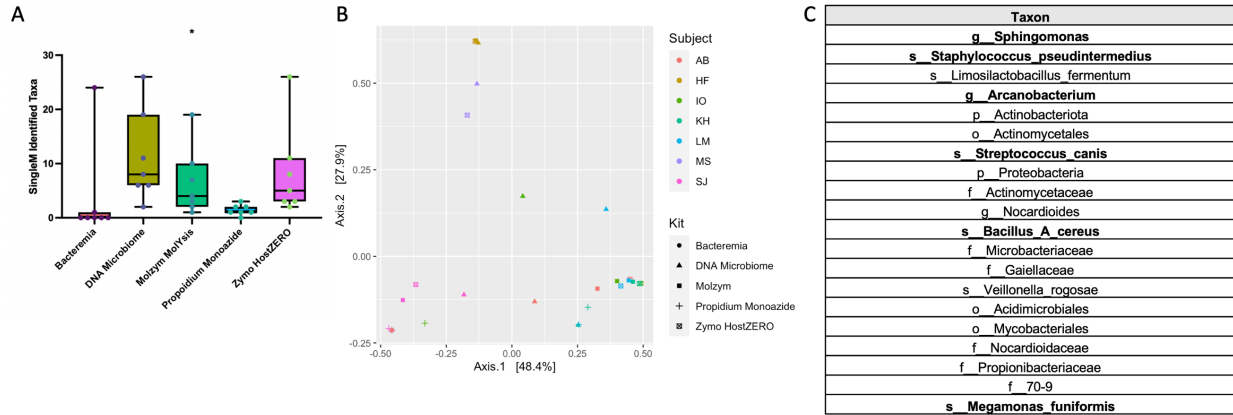 A
*
SingleM Identified Taxa
30
20
10
0
Bacteremia
DNA Microbiome
Molzym MolYsis
Propoidium Monoazide
Zymo HostZERO
B
Axis.2 [27.9%]
0.50
0.25
0.00
-0.25
-0.50
-0.25
0.00
0.25
0.50
Axis.1 [48.4%]
Subject
AB
HF
IO
KH
LM
MS
SJ
Kit
Bacteremia
DNA Microbiome
Molzym
Propidium Monoazide
Zymo HostZERO
C
Taxon
g__Sphingomonas
s__Staphylococcus_pseudintermedius
s__Limosilactobacillus_fermentum
g__Arcanobacterium
p__Actinobacteriota
o__Actinomycetales
s__Streptococcus_canis
p__Proteobacteria
f__Actinomycetaceae
g__Nocardioides
s__Bacillus_A_cereus
f__Microbacteriaceae
f__Gaiellaceae
s__Veillonella_rogosae
o__Acidimicrobiales
o__Mycobacteriales
f__Nocardioidaceae
f__Propionibacteriaceae
f__70-9
s__Megamonas_funiformis